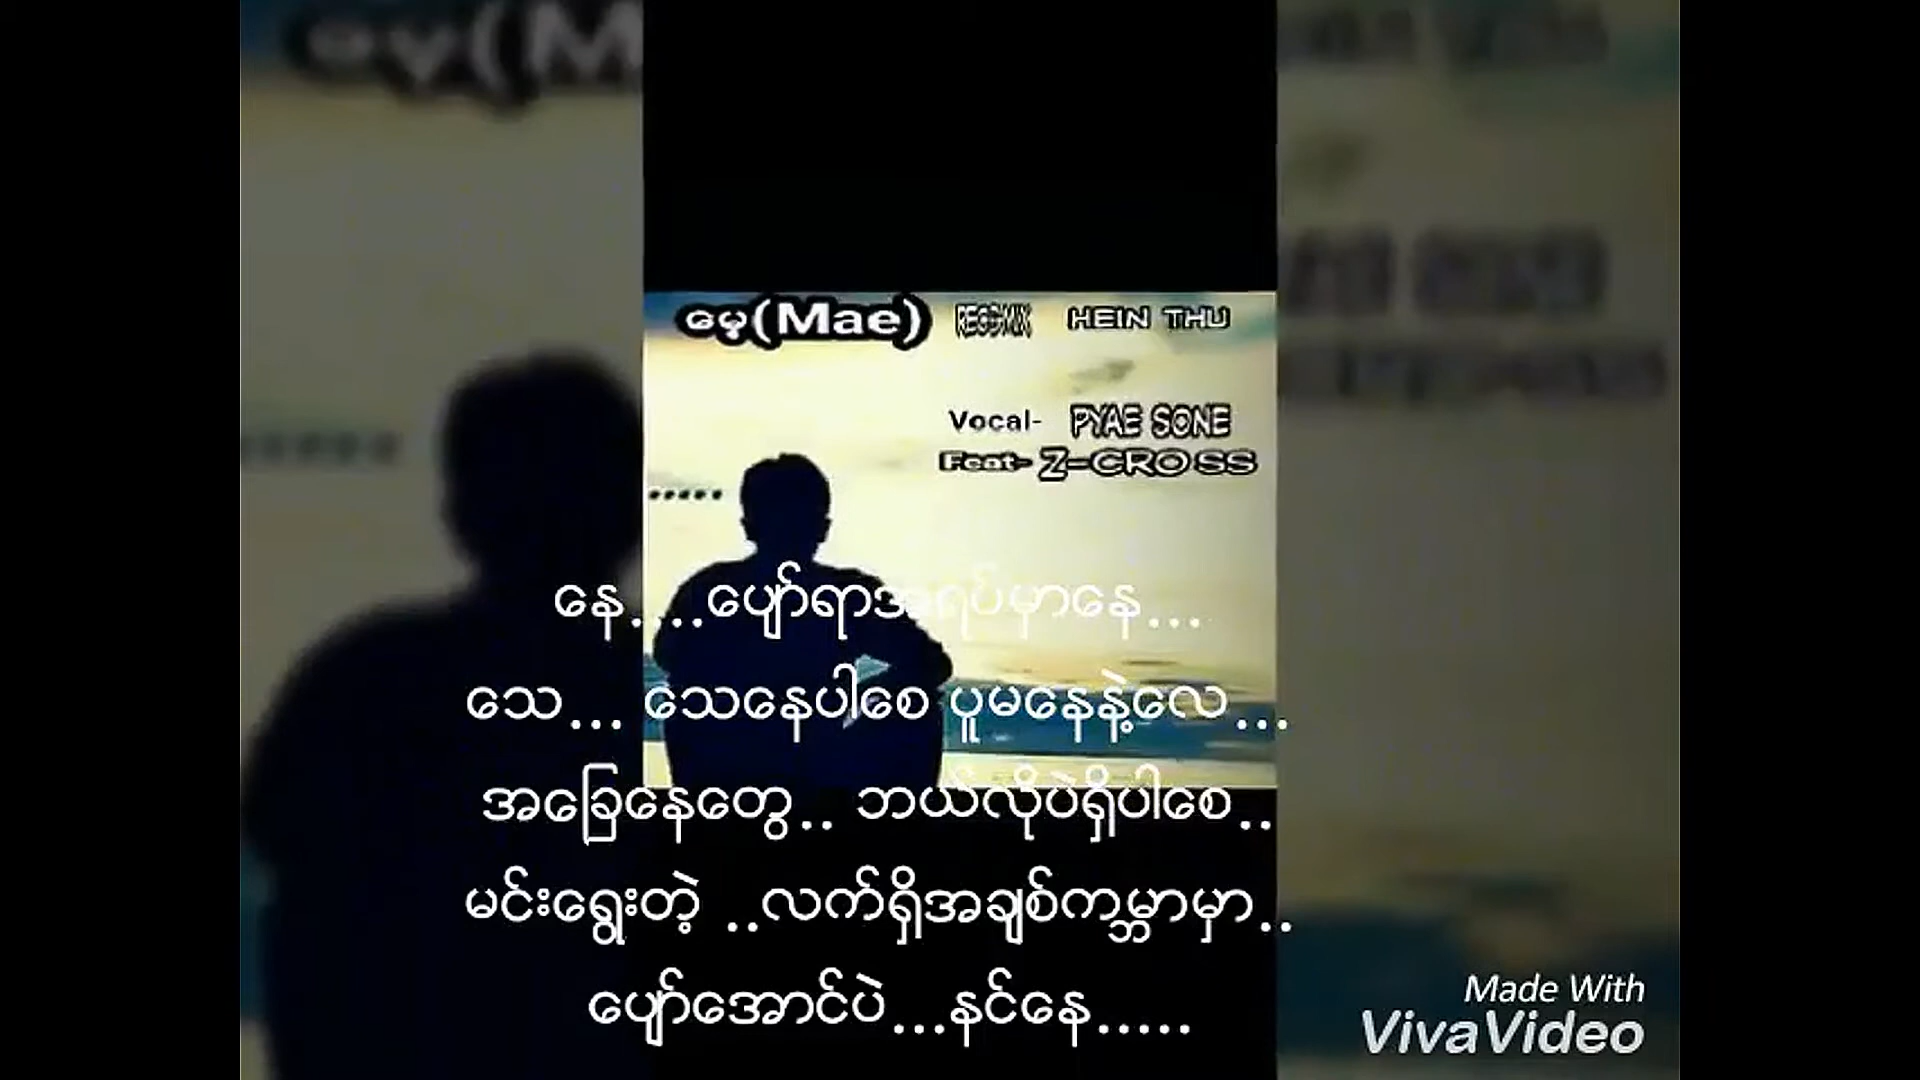 မေ့(Mae) REGGMIX HEIN THU
Vocal- PYAE SONE
Feat- Z-CROSS
.....
နေ....ပျော်ရာအရပ်မှာနေ...
သေ... သေနေပါစေ ပူမနေနဲ့လေ...
အခြေနေတွေ.. ဘယ်လိုပဲရှိပါစေ..
မင်းရွေးတဲ့ ..လက်ရှိအချစ်ကမ္ဘာမှာ..
ပျော်အောင်ပဲ...နင်နေ.....
Made With
VivaVideo